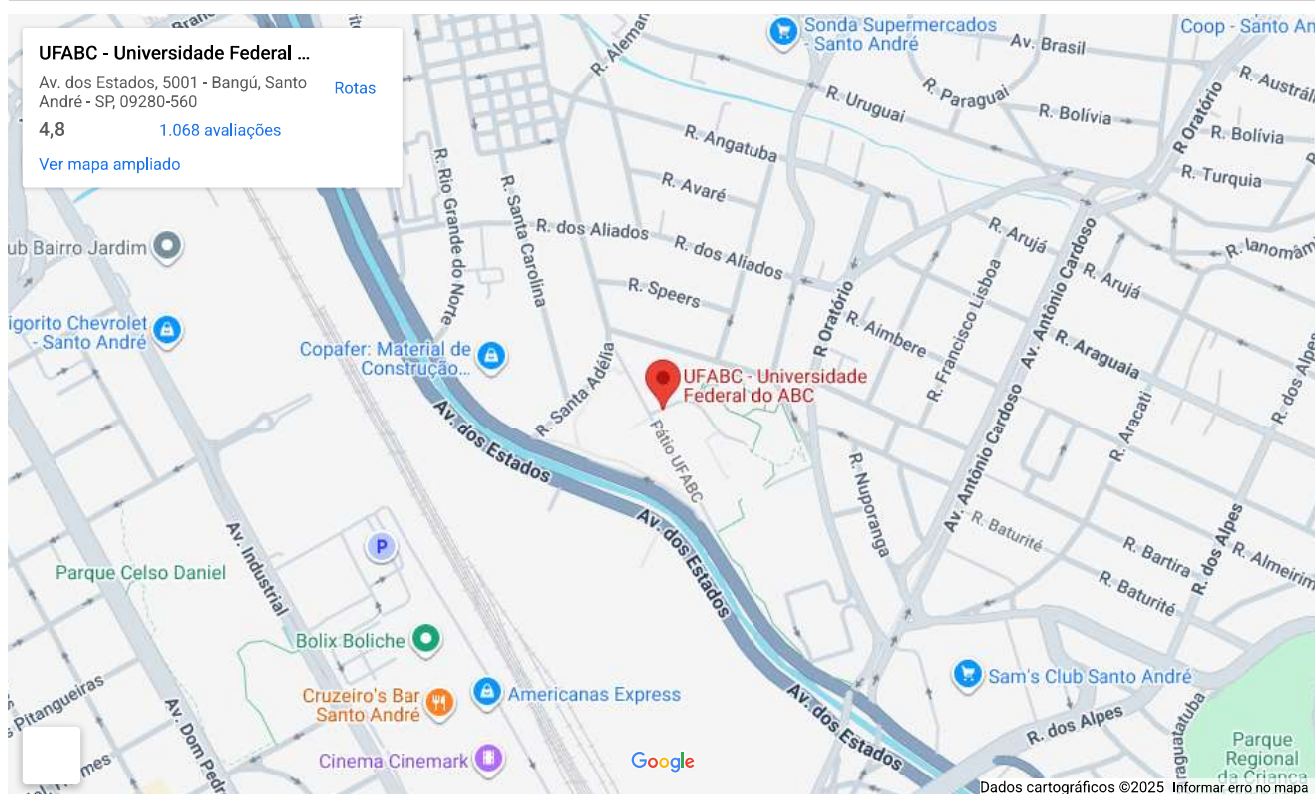 UFABC - Universidade Federal ...
Av. dos Estados, 5001 - Bangú, Santo
André - SP, 09280-560
Rotas
4,8
1.068 avaliações
Ver mapa ampliado
R. Aleman
Sonda Supermercados
- Santo André
Av. Brasil
Coop - Santo An
R. Uruguai
R. Paraguai
R. Bolívia
R. Austráli
R. Bolívia
R. Turquia
R Oratório
R. Angatuba
R. Avaré
R. Rio Grande do Norte
R. Santa Carolina
R. dos Aliados
R. dos Aliados
R. Speers
ub Bairro Jardim
igorito Chevrolet
- Santo André
Copafer: Material de
Construção...
R. Santa Adélia
UFABC - Universidade
Federal do ABC
Pátio UFABC
R Oratório
R. Aimbere
R. Francisco Lisboa
R. Arujá
R. Arujá
Av. Antônio Cardoso
R. Ianomâmi
R. Araguaia
R. dos Alpes
R. Aracati
Av. Antônio Cardoso
R. Nuporanga
R. Baturité
R. Bartira
R. Baturité
R. dos Alpes
R. Almeirim
Av. dos Estados
Av. dos Estados
Av. dos Estados
Av. Industrial
P
Parque Celso Daniel
Bolix Boliche
Cruzeiro's Bar
Santo André
Americanas Express
Cinema Cinemark
s Pitangueiras
Av. Dom Pedr
Sam's Club Santo André
R. dos Alpes
raguatatuba
Parque
Regional
da Criança
Google
Dados cartográficos ©2025
Informar erro no mapa